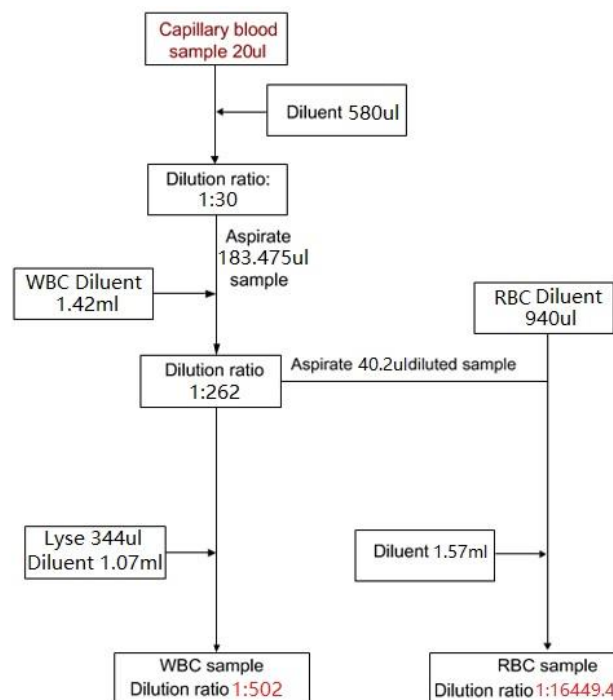 Capillary blood
sample 20ul
Diluent 580ul
Dilution ratio:
1:30
Aspirate
183.475ul
sample
WBC Diluent
1.42ml
RBC Diluent
940ul
Dilution ratio
1:262
Aspirate 40.2uldiluted sample
Lyse 344ul
Diluent 1.07ml
Diluent 1.57ml
WBC sample
Dilution ratio 1:502
RBC sample
Dilution ratio 1:16449.4